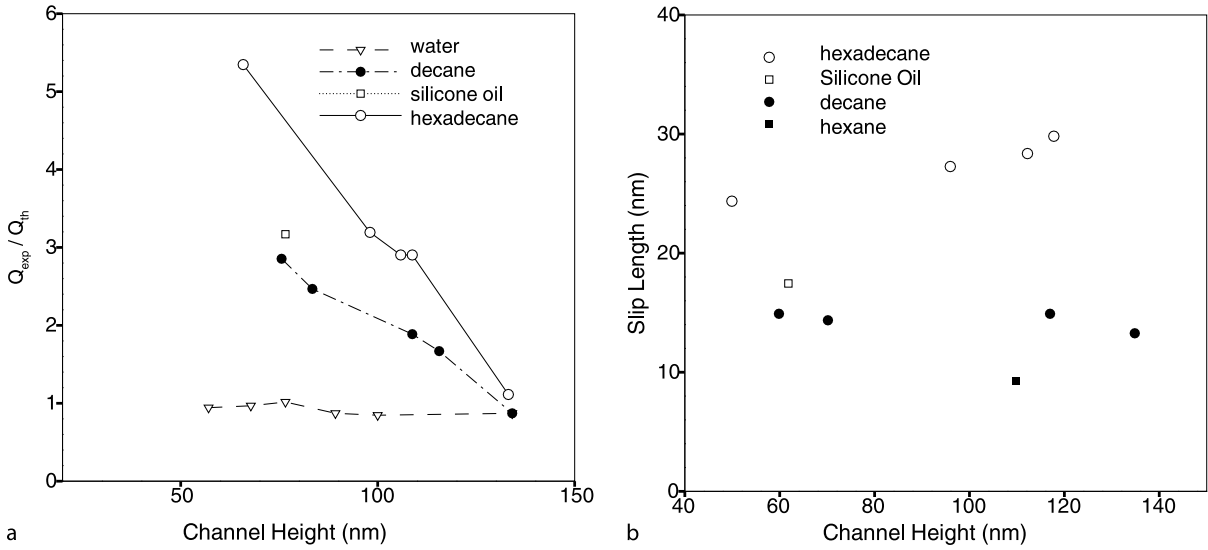 6
5
4
3
2
1
0
50
100
150
Q_exp / Q_th
Channel Height (nm)
water
decane
silicone oil
hexadecane
a
40
30
20
10
0
40
60
80
100
120
140
Slip Length (nm)
Channel Height (nm)
hexadecane
Silicone Oil
decane
hexane
b